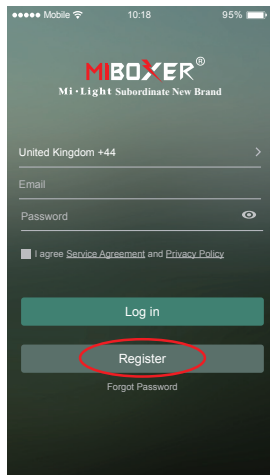 Mobile 10:18 95%
MIBOXER®
Mi·Light Subordinate New Brand
United Kingdom +44
Email
Password
I agree Service Agreement and Privacy Policy
Log in
Register
Forgot Password